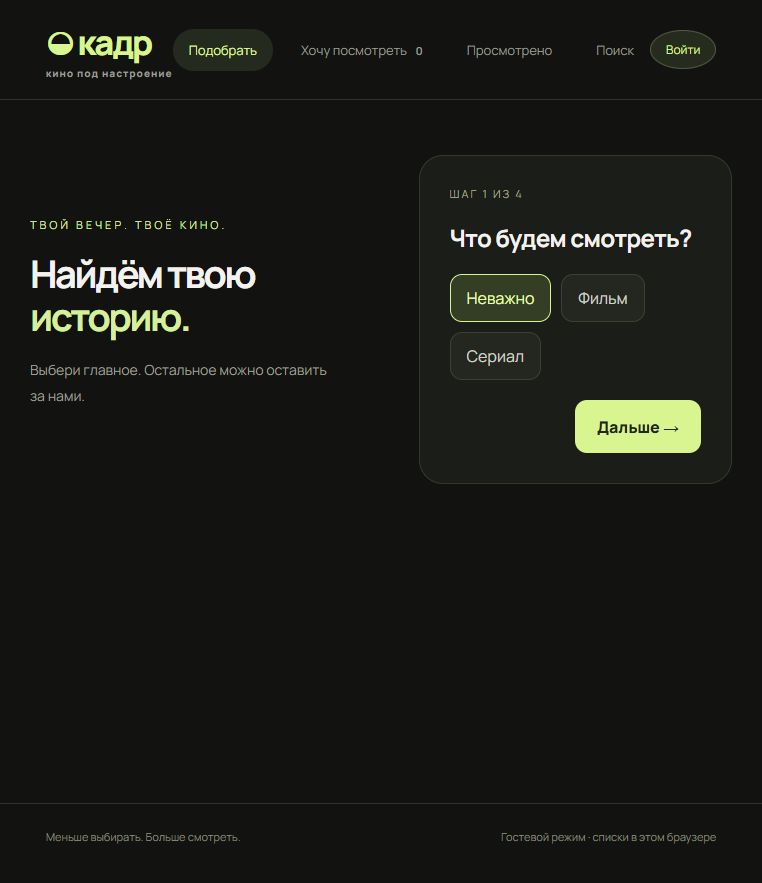 кадр
кино под настроение
Подобрать
Хочу посмотреть 0
Просмотрено
Поиск
Войти
ТВОЙ ВЕЧЕР. ТВОЁ КИНО.
Найдём твою
историю.
Выбери главное. Остальное можно оставить
за нами.
ШАГ 1 ИЗ 4
Что будем смотреть?
Неважно
Фильм
Сериал
Дальше →
Меньше выбирать. Больше смотреть.
Гостевой режим · списки в этом браузере